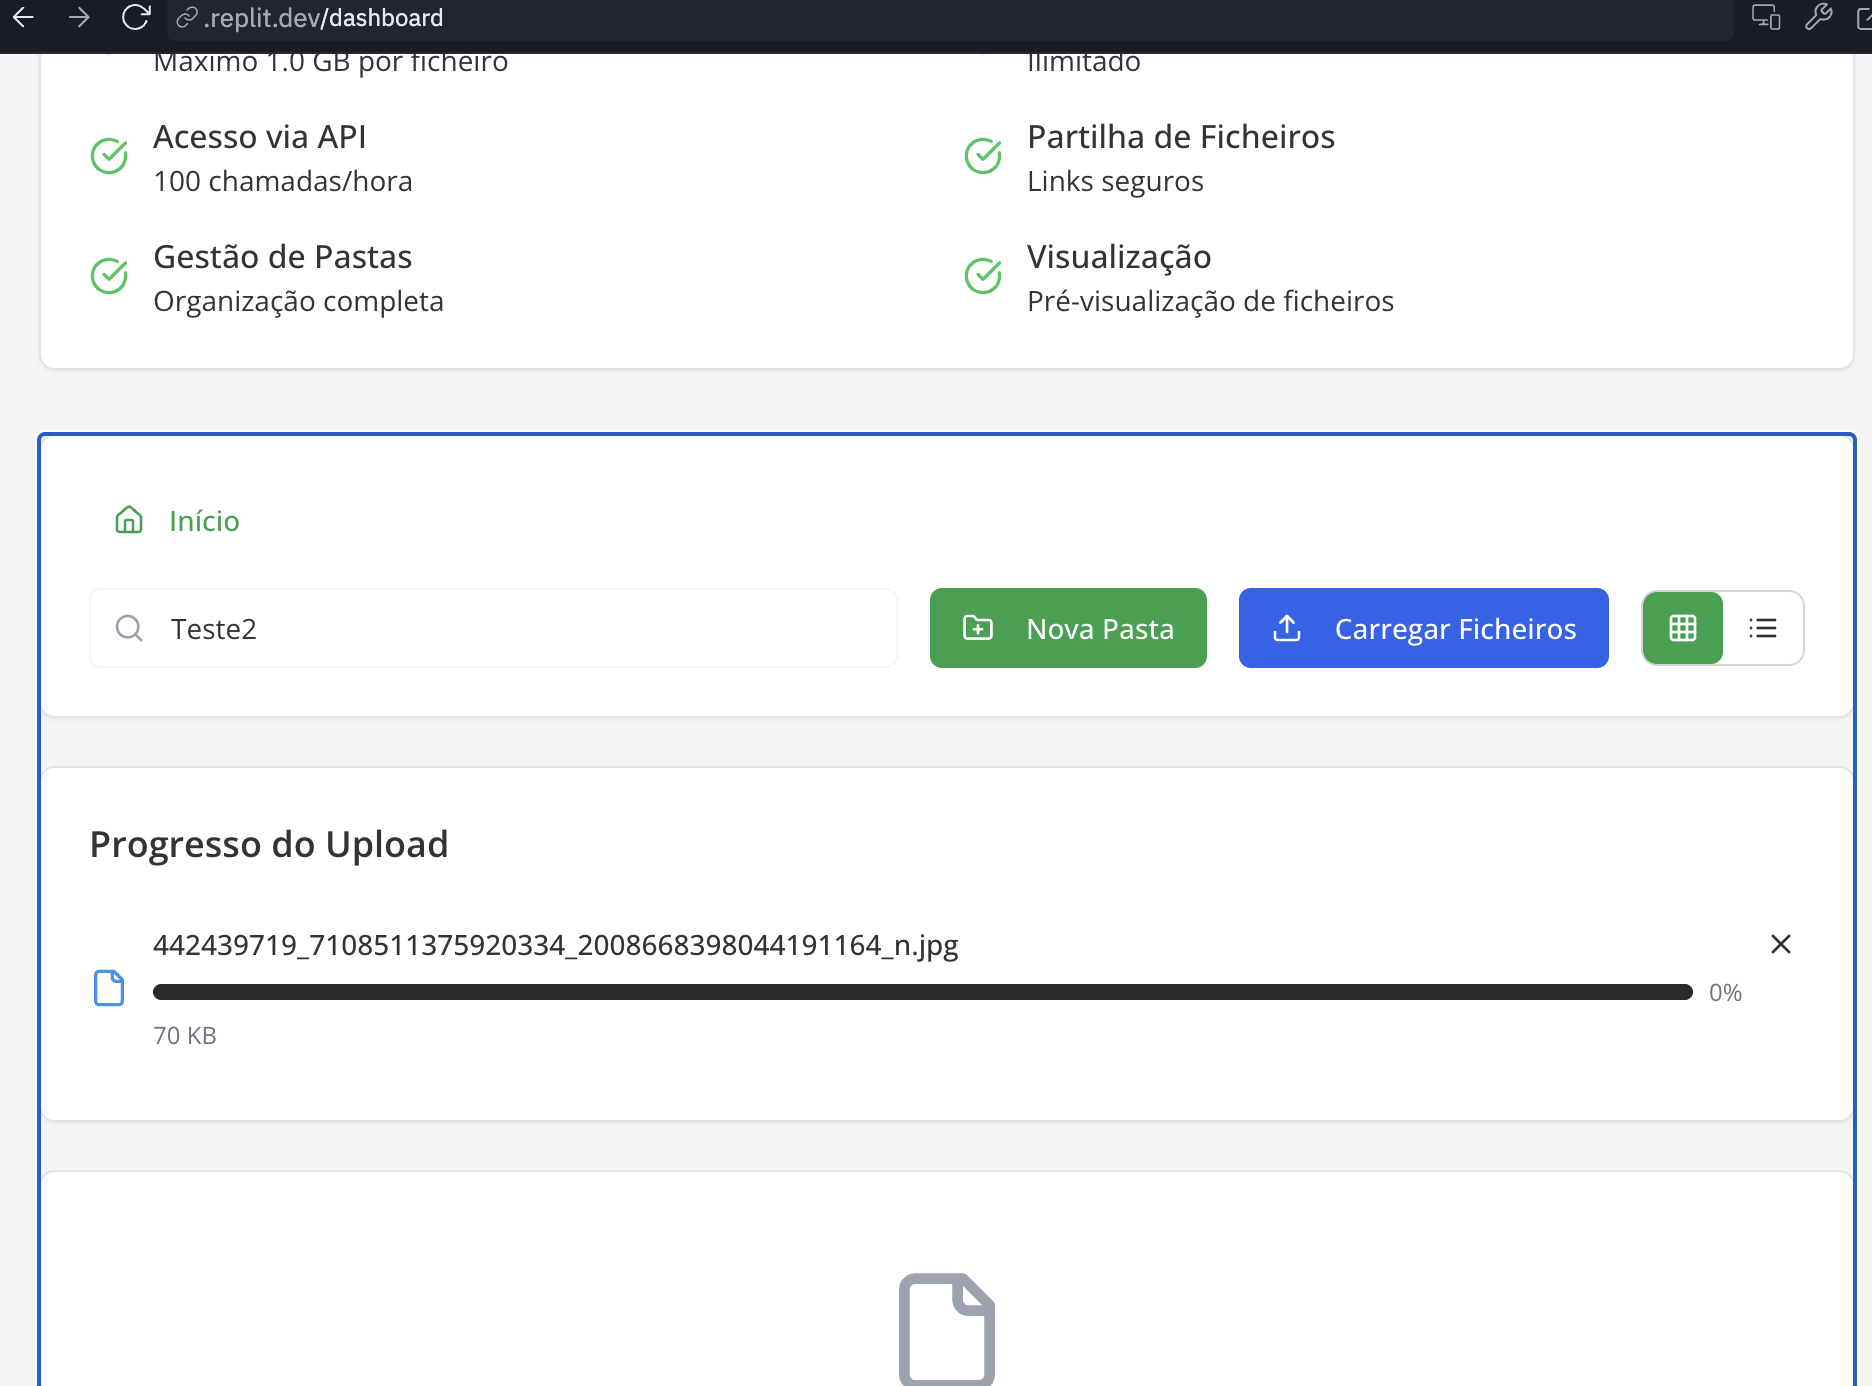 .replit.dev/dashboard
Máximo 1.0 GB por ficheiro
Ilimitado
Acesso via API
100 chamadas/hora
Partilha de Ficheiros
Links seguros
Gestão de Pastas
Organização completa
Visualização
Pré-visualização de ficheiros
Início
Teste2
Nova Pasta
Carregar Ficheiros
Progresso do Upload
442439719_7108511375920334_2008668398044191164_n.jpg
0%
70 KB